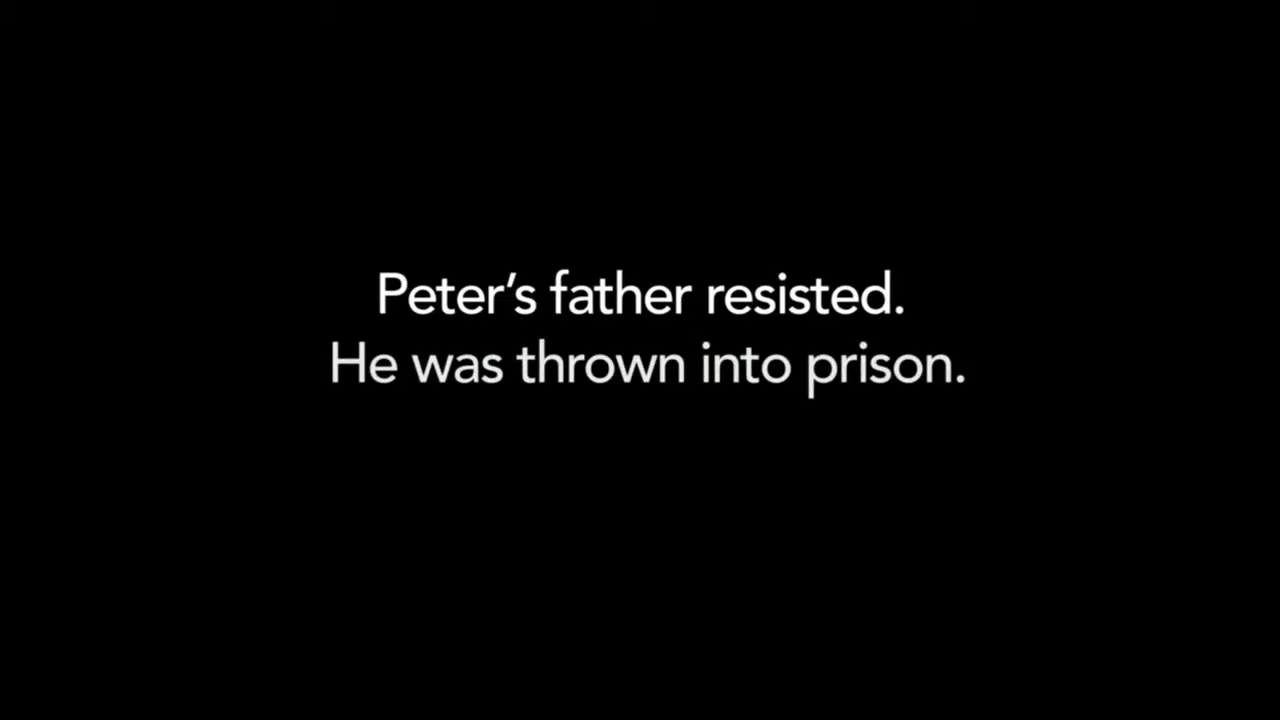 Peter’s father resisted.
He was thrown into prison.